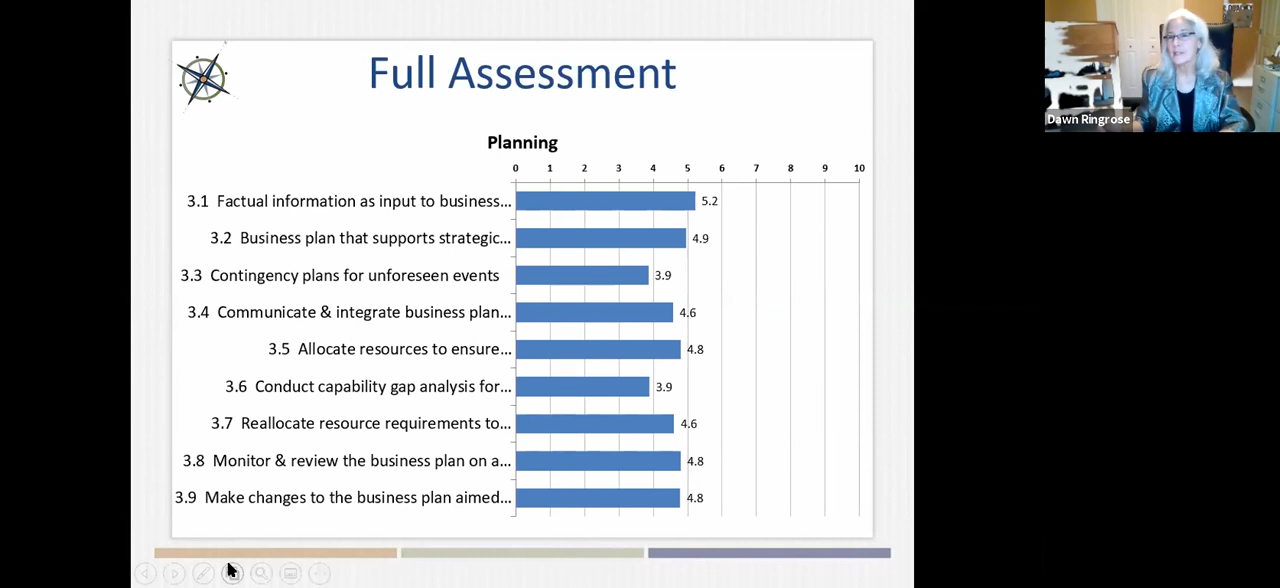 Full Assessment
Planning
0 1 2 3 4 5 6 7 8 9 10
3.1 Factual information as input to business... 5.2
3.2 Business plan that supports strategic... 4.9
3.3 Contingency plans for unforeseen events 3.9
3.4 Communicate & integrate business plan... 4.6
3.5 Allocate resources to ensure... 4.8
3.6 Conduct capability gap analysis for... 3.9
3.7 Reallocate resource requirements to... 4.6
3.8 Monitor & review the business plan on a... 4.8
3.9 Make changes to the business plan aimed... 4.8
Dawn Ringrose